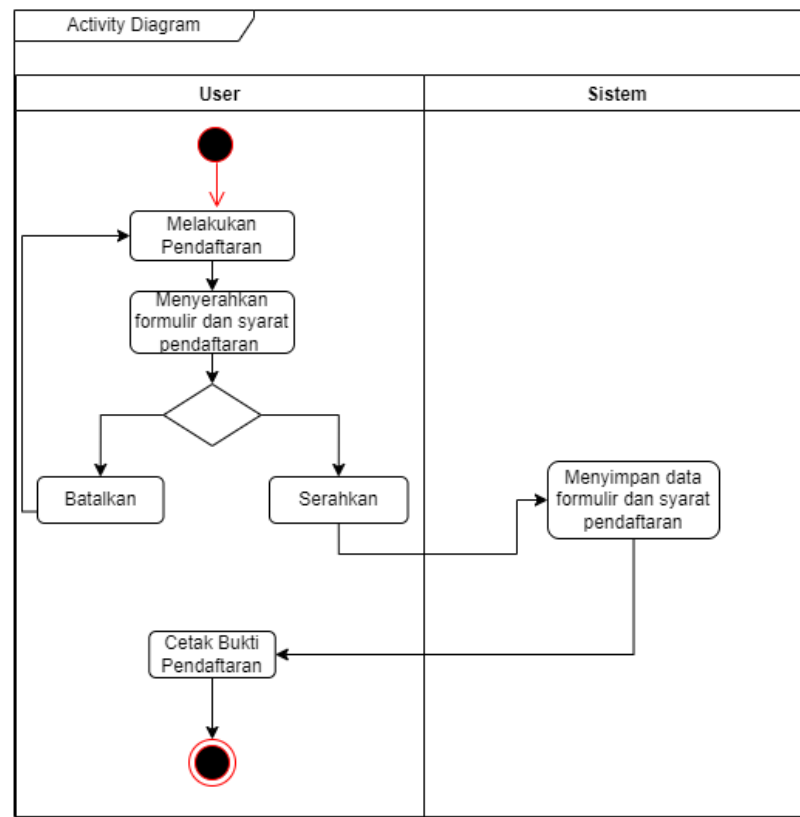 Activity Diagram
User
Sistem
Melakukan
Pendaftaran
Menyerahkan
formulir dan syarat
pendaftaran
Batalkan
Serahkan
Menyimpan data
formulir dan syarat
pendaftaran
Cetak Bukti
Pendaftaran